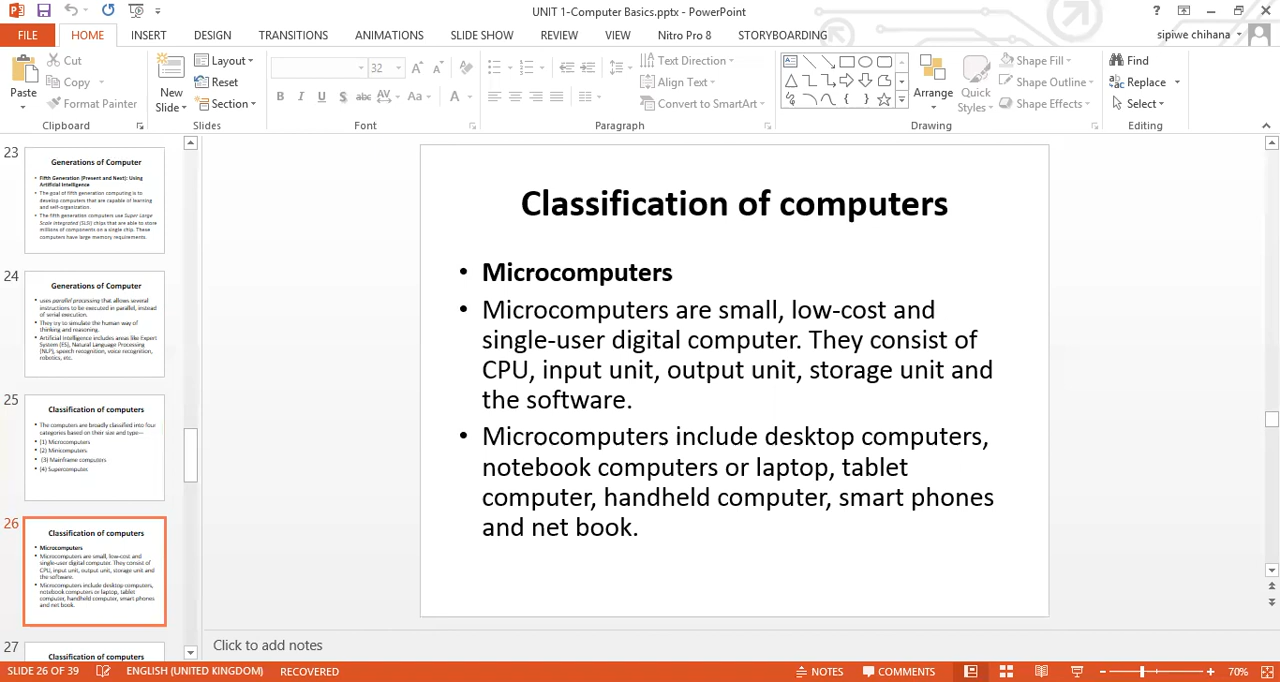 UNIT 1-Computer Basics.pptx - PowerPoint
FILE HOME INSERT DESIGN TRANSITIONS ANIMATIONS SLIDE SHOW REVIEW VIEW Nitro Pro 8 STORYBOARDING sipiwe chihana
Paste
Cut
Copy
Format Painter
Clipboard
New
Slide
Layout
Reset
Section
Slides
32
B I U S abc AV Aa A
Font
Text Direction
Align Text
Convert to SmartArt
Paragraph
Arrange
Quick
Styles
Shape Fill
Shape Outline
Shape Effects
Drawing
Find
Replace
Select
Editing
23
Generations of Computer
Fifth Generation (Present and Next): Using
Artificial Intelligence
The goal of fifth generation computing is to
develop computers that are capable of learning
and self-organization.
The fifth generation computers use Super Large
Scale Integrated (SLSI) chips that are able to store
millions of components on a single chip. These
computers have large memory requirements.
24
Generations of Computer
uses parallel processing that allows several
instructions to be executed in parallel, instead
of serial execution.
They try to simulate the human way of
thinking and reasoning.
Artificial Intelligence includes areas like Expert
System (ES), Natural Language Processing
(NLP), speech recognition, voice recognition,
robotics, etc.
25
Classification of computers
The computers are broadly classified into four
categories based on their size and type—
(1) Microcomputers
(2) Minicomputers
(3) Mainframe computers
(4) Supercomputer
26
Classification of computers
Microcomputers
Microcomputers are small, low-cost and
single-user digital computer. They consist of
CPU, input unit, output unit, storage unit and
the software.
Microcomputers include desktop computers,
notebook computers or laptop, tablet
computer, handheld computer, smart phones
and net book.
27
Classification of computers
Classification of computers
• Microcomputers
• Microcomputers are small, low-cost and
single-user digital computer. They consist of
CPU, input unit, output unit, storage unit and
the software.
• Microcomputers include desktop computers,
notebook computers or laptop, tablet
computer, handheld computer, smart phones
and net book.
Click to add notes
SLIDE 26 OF 39 ENGLISH (UNITED KINGDOM) RECOVERED NOTES COMMENTS 70%